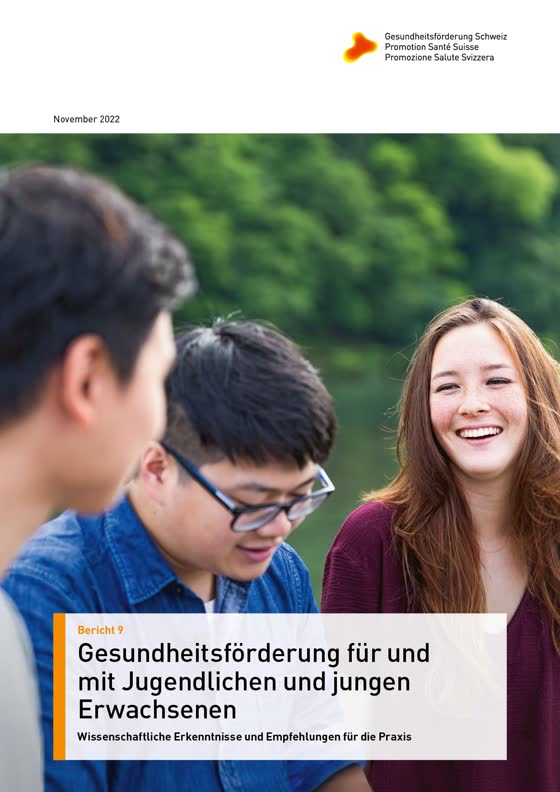 Gesundheitsförderung Schweiz
Promotion Santé Suisse
Promozione Salute Svizzera
November 2022
Bericht 9
Gesundheitsförderung für und
mit Jugendlichen und jungen
Erwachsenen
Wissenschaftliche Erkenntnisse und Empfehlungen für die Praxis